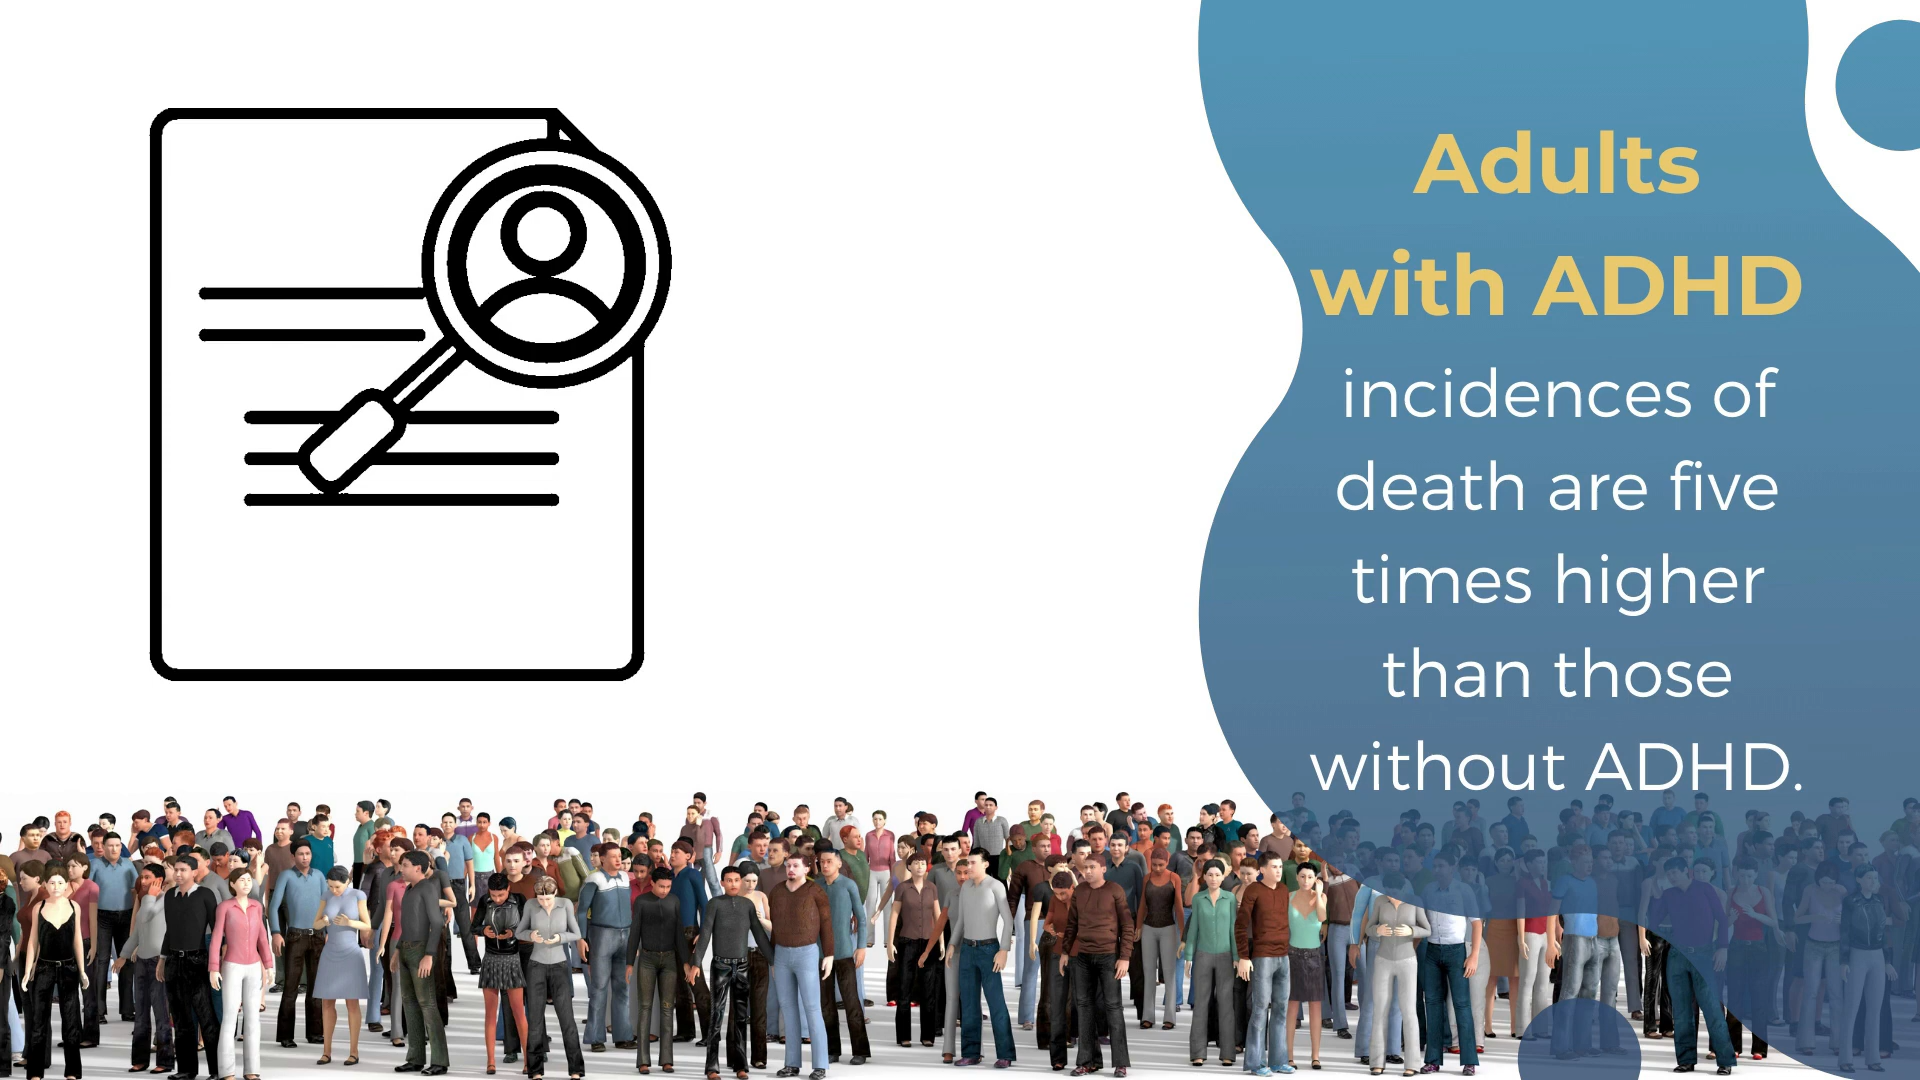 Adults
with ADHD
incidences of
death are five
times higher
than those
without ADHD.